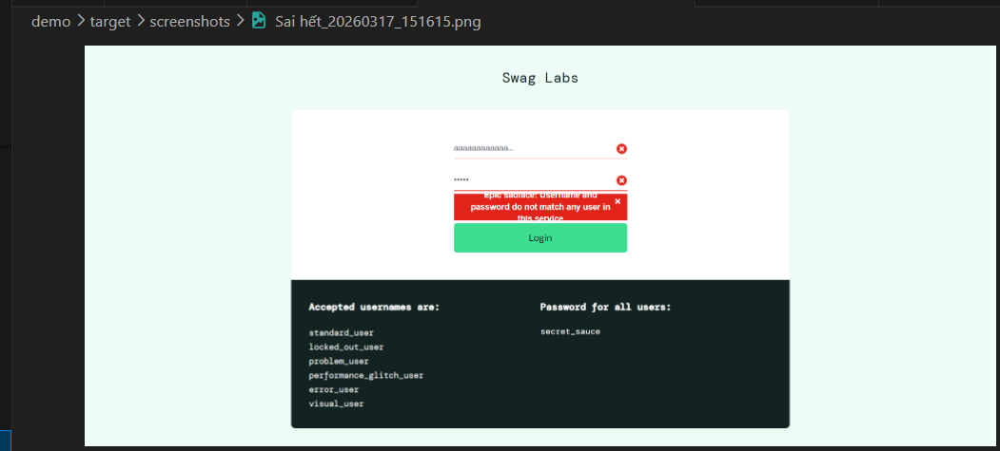 demo > target > screenshots > Sai hết_20260317_151615.png
Swag Labs
aaaaaaaaaaaa...
•••••
Epic sadface: Username and
password do not match any user in
this service
Login
Accepted usernames are:
standard_user
locked_out_user
problem_user
performance_glitch_user
error_user
visual_user
Password for all users:
secret_sauce